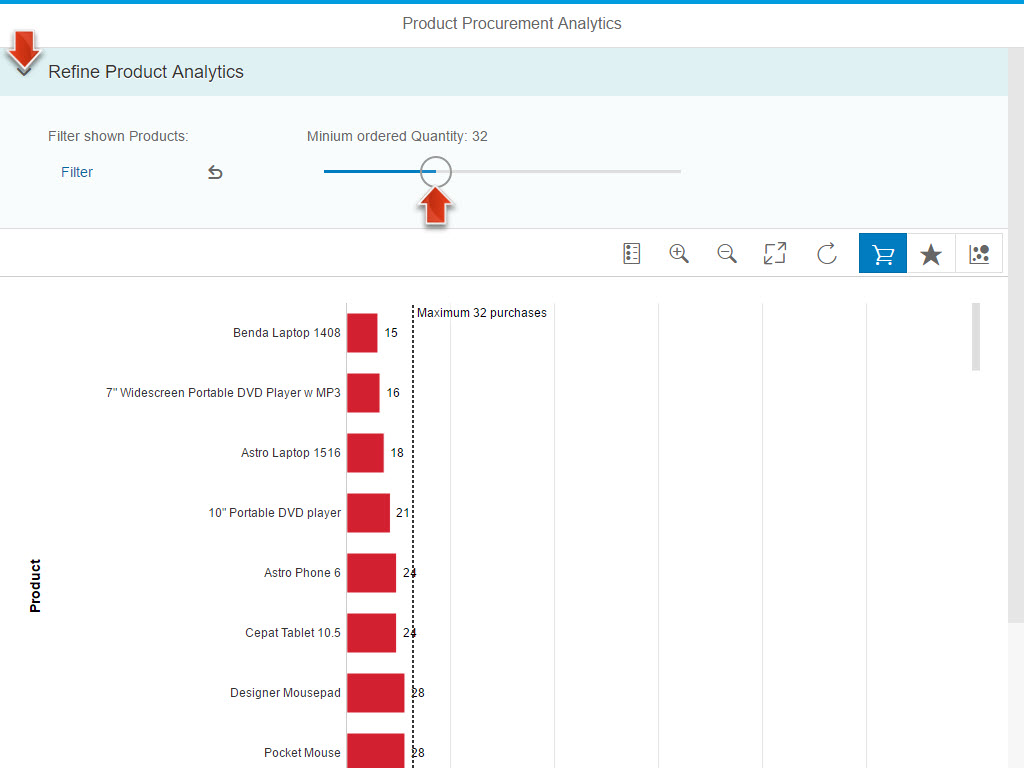 Product Procurement Analytics
Refine Product Analytics
Filter shown Products:
Minium ordered Quantity: 32
Filter
Maximum 32 purchases
Benda Laptop 1408 15
7" Widescreen Portable DVD Player w MP3 16
Astro Laptop 1516 18
10" Portable DVD player 21
Astro Phone 6 24
Cepat Tablet 10.5 24
Designer Mousepad 28
Pocket Mouse 28
Product